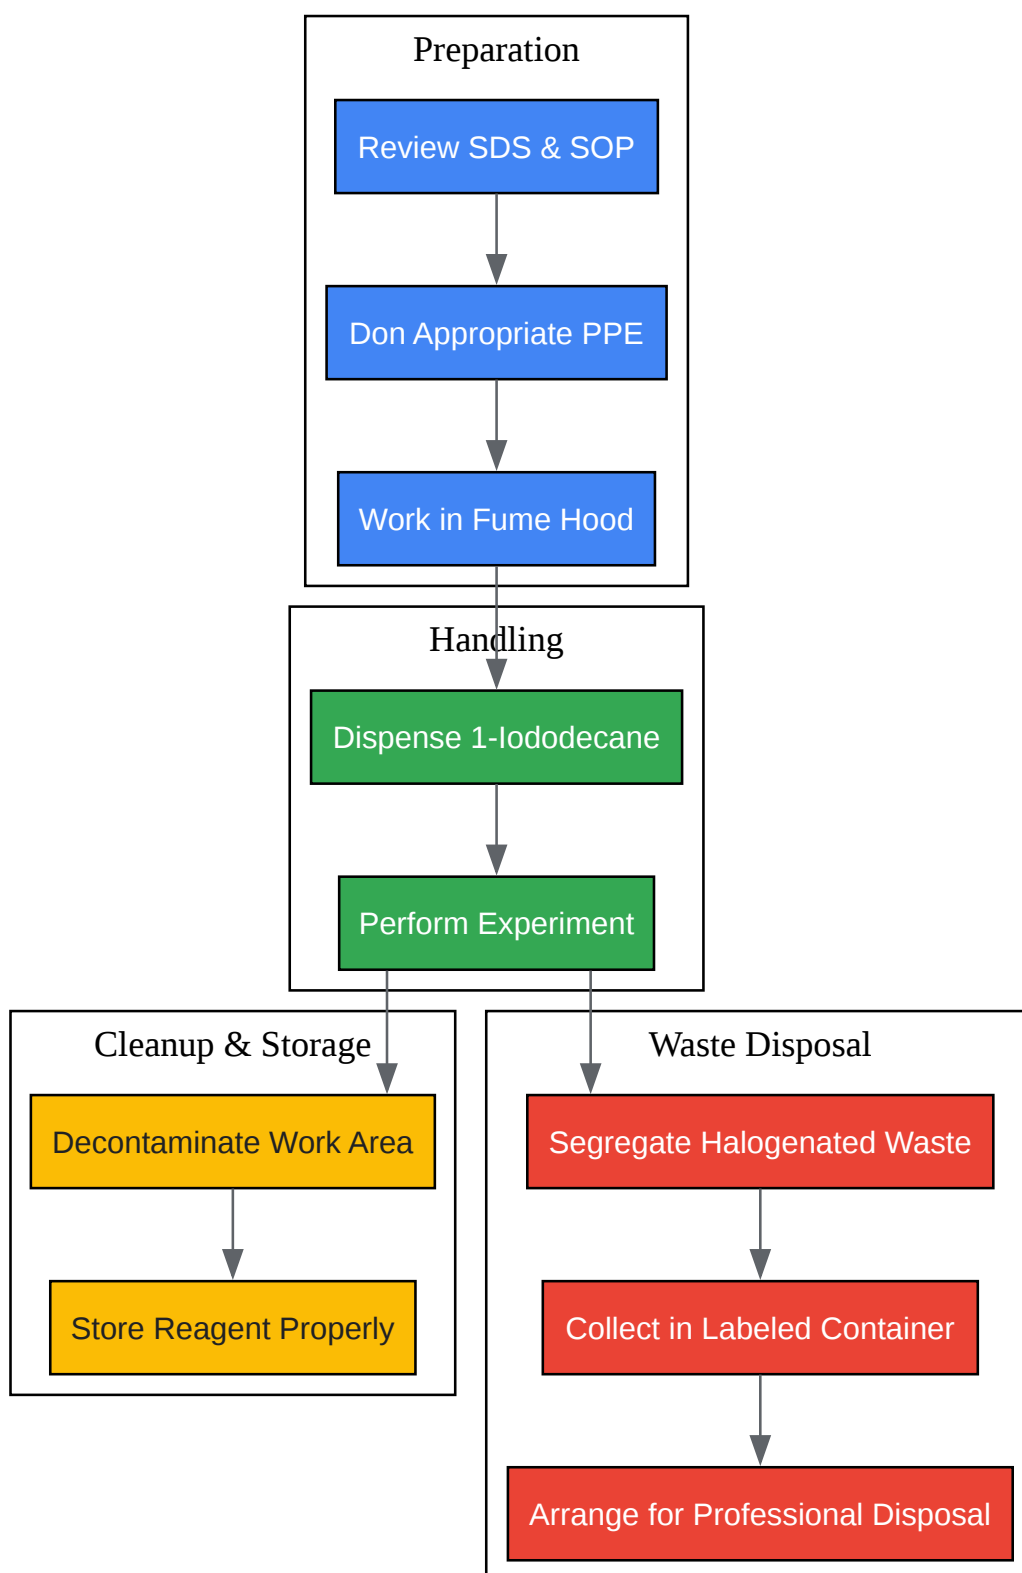 Preparation
Review SDS & SOP
Don Appropriate PPE
Work in Fume Hood
Handling
Dispense 1-Iododecane
Perform Experiment
Cleanup & Storage
Decontaminate Work Area
Store Reagent Properly
Waste Disposal
Segregate Halogenated Waste
Collect in Labeled Container
Arrange for Professional Disposal